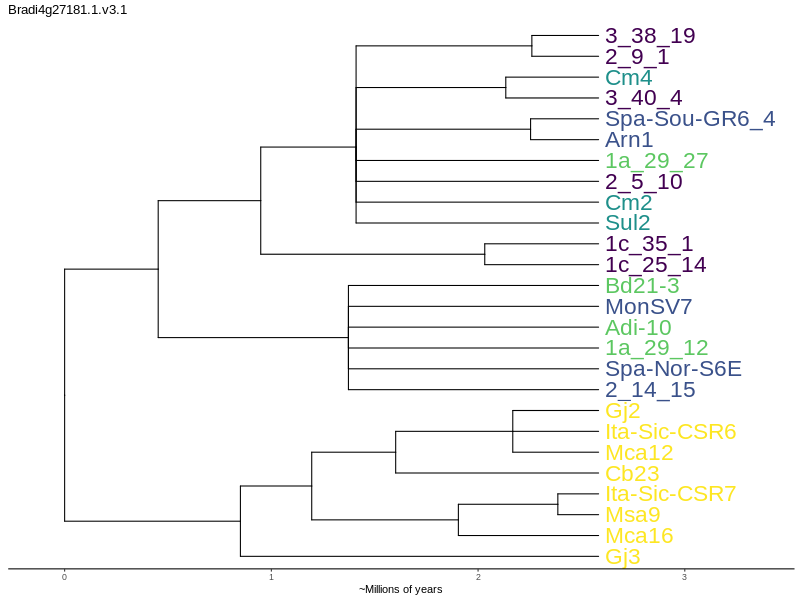 Bradi4g27181.1.v3.1
3_38_19
2_9_1
Cm4
3_40_4
Spa-Sou-GR6_4
Arn1
1a_29_27
2_5_10
Cm2
Sul2
1c_35_1
1c_25_14
Bd21-3
MonSV7
Adi-10
1a_29_12
Spa-Nor-S6E
2_14_15
Gj2
Ita-Sic-CSR6
Mca12
Cb23
Ita-Sic-CSR7
Msa9
Mca16
Gj3
0 1 2 3
~Millions of years